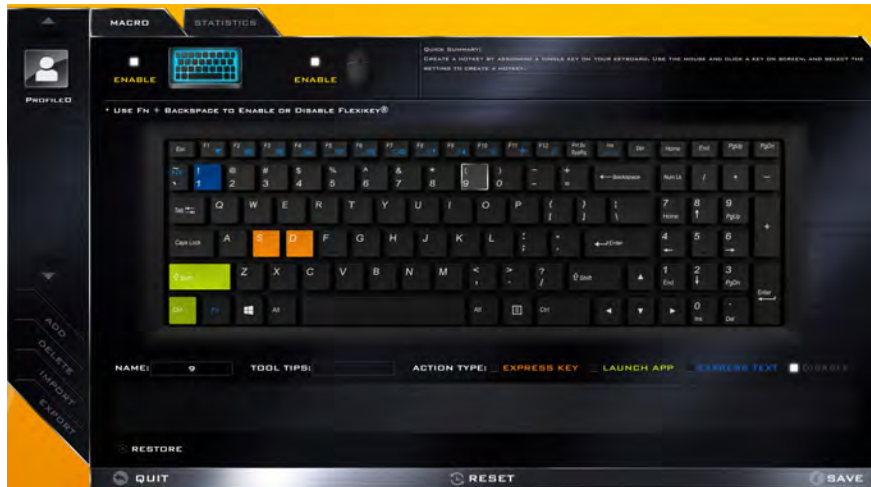 MACRO
STATISTICS
PROFILE0
ENABLE
ENABLE
QUICK SUMMARY:
CREATE A HOTKEY BY ASSIGNING A SINGLE KEY ON YOUR KEYBOARD. USE THE MOUSE AND CLICK A KEY ON SCREEN, AND SELECT THE
SETTING TO CREATE A HOTKEY.
* USE FN + BACKSPACE TO ENABLE OR DISABLE FLEXIKEY®
Esc F1 F2 F3 F4 F5 F6 F7 F8 F9 F10 F11 F12 Prt Sc SysRq Ins Del Home End PgUp PgDn
~ ` ! 1 @ 2 # 3 $ 4 % 5 ^ 6 & 7 * 8 ( 9 ) 0 _ - + = Backspace Num Lk / * -
Tab Q W E R T Y U I O P { [ } ] | \ 7 Home 8 9 PgUp
Caps Lock A S D F G H J K L : ; " ' Enter 4 5 6 +
Shift Z X C V B N M < , > . ? / Shift 1 End 2 3 PgDn
Ctrl Fn Alt Alt Ctrl 0 Ins . Del Enter
NAME: 9 TOOL TIPS: ACTION TYPE: EXPRESS KEY LAUNCH APP EXPRESS TEXT DISABLE
ADD
DELETE
IMPORT
EXPORT
RESTORE
QUIT RESET SAVE